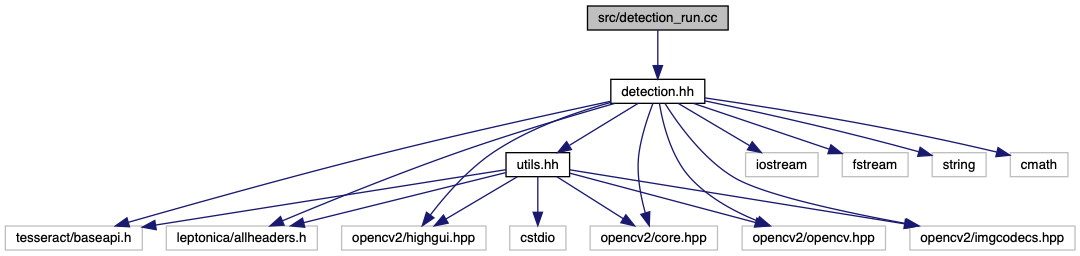 src/detection_run.cc
detection.hh
utils.hh
iostream
fstream
string
cmath
tesseract/baseapi.h
leptonica/allheaders.h
opencv2/highgui.hpp
cstdio
opencv2/core.hpp
opencv2/opencv.hpp
opencv2/imgcodecs.hpp